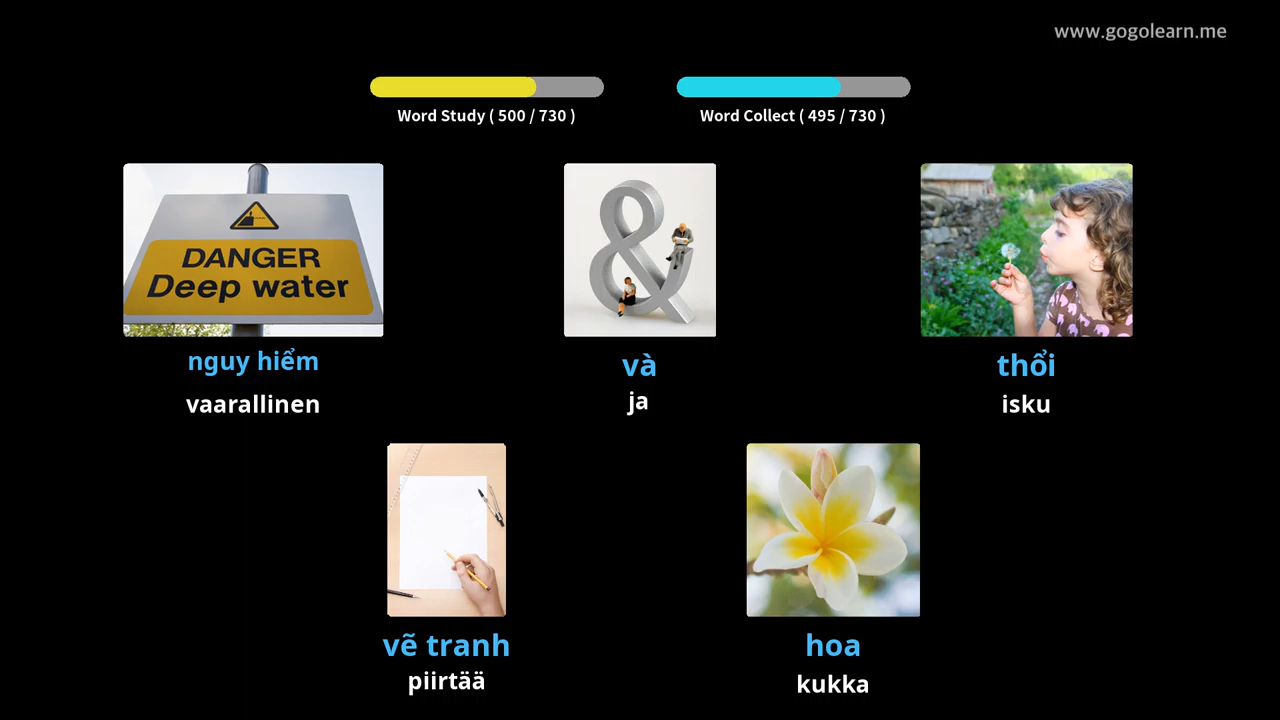 www.gogolearn.me
Word Study ( 500 / 730 )
Word Collect ( 495 / 730 )
DANGER
Deep water
nguy hiểm
vaarallinen
và
ja
thổi
isku
vẽ tranh
piirtää
hoa
kukka